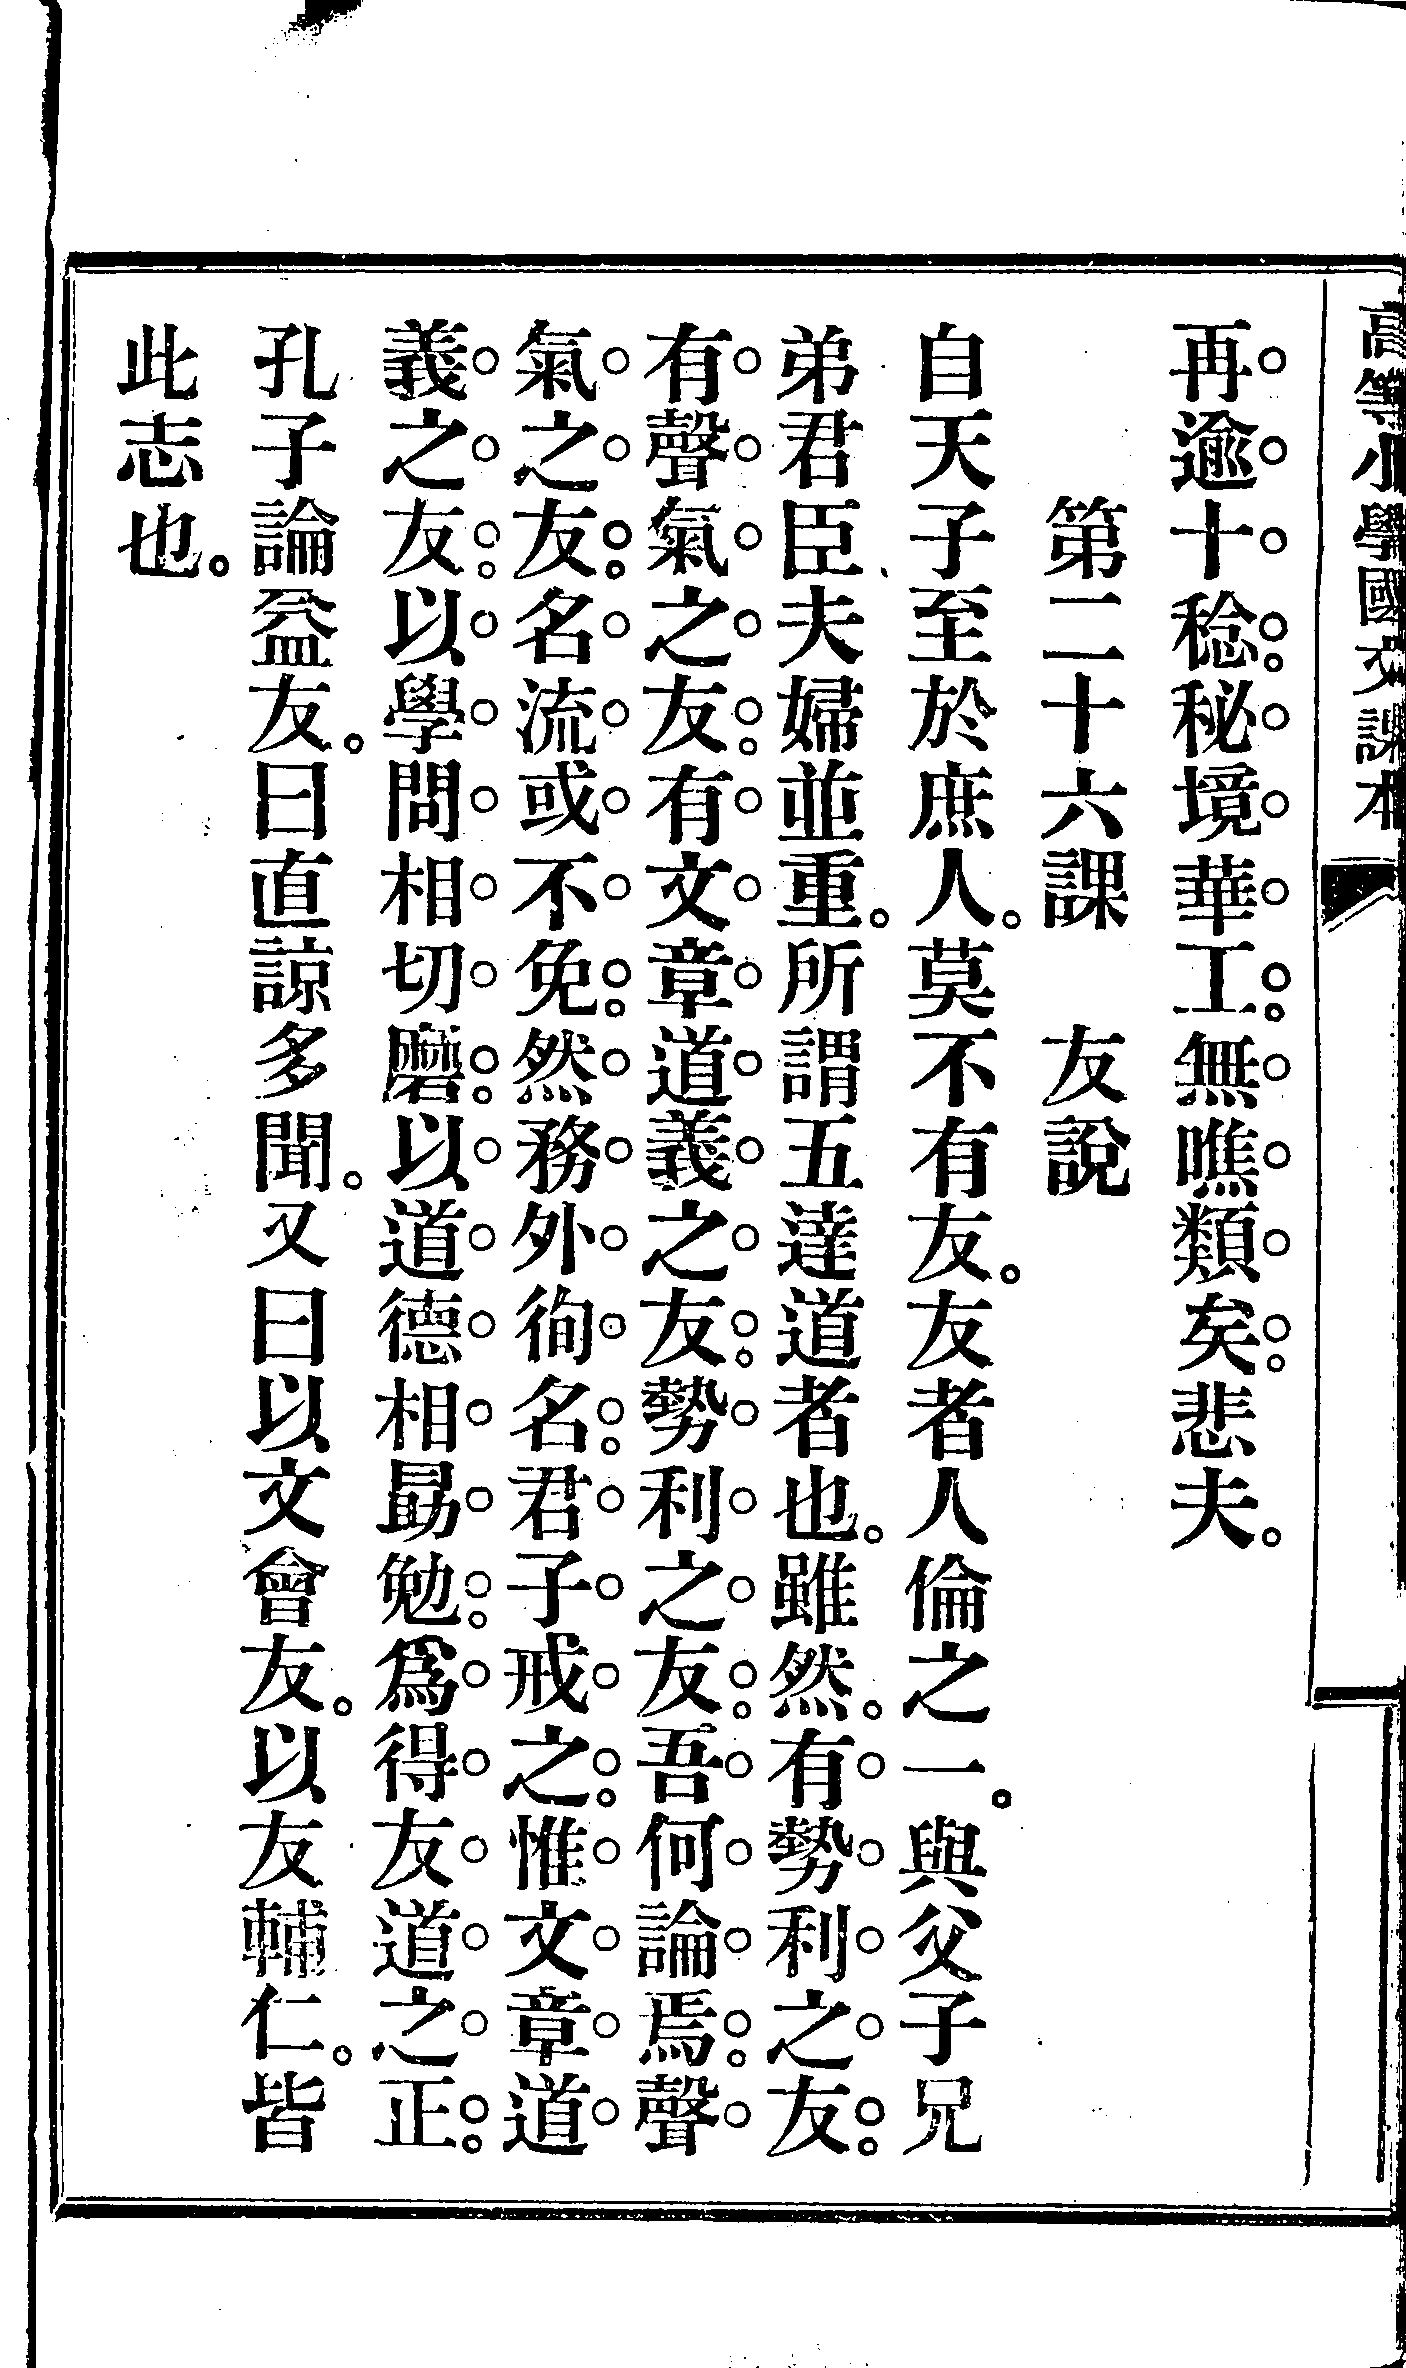 高等小學國文課本
再逾十稔。秘境華工。無噍類矣。悲夫。
第二十六課　友說
自天子至於庶人。莫不有友。友者人倫之一。與父子兄
弟君臣夫婦並重。所謂五達道者也。雖然。有勢利之友。
有聲氣之友。有文章道義之友。勢利之友。吾何論焉。聲
氣之友。名流或不免。然務外徇名。君子戒之。惟文章道
義之友。以學問相切磨。以道德相勗勉。爲得友道之正。
孔子論益友。曰直諒多聞。又曰以文會友。以友輔仁。皆
此志也。